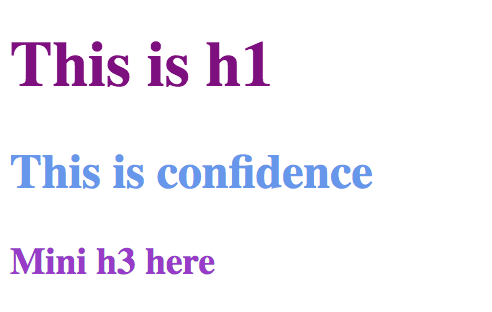 This is h1
This is confidence
Mini h3 here